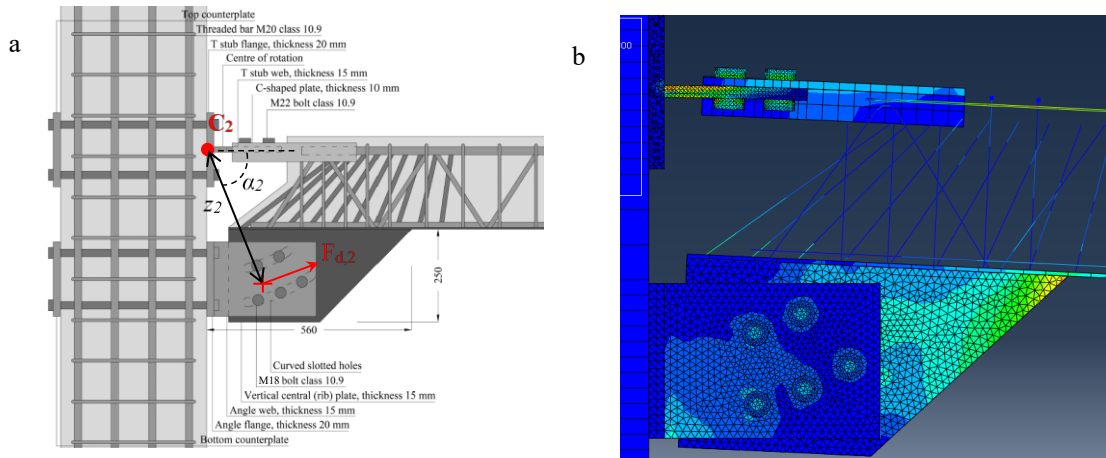 a
Top counterplate
Threaded bar M20 class 10.9
T stub flange, thickness 20 mm
Centre of rotation
T stub web, thickness 15 mm
C-shaped plate, thickness 10 mm
M22 bolt class 10.9
C2
α2
z2
Fd,2
250
560
Curved slotted holes
M18 bolt class 10.9
Vertical central (rib) plate, thickness 15 mm
Angle web, thickness 15 mm
Angle flange, thickness 20 mm
Bottom counterplate
b
00